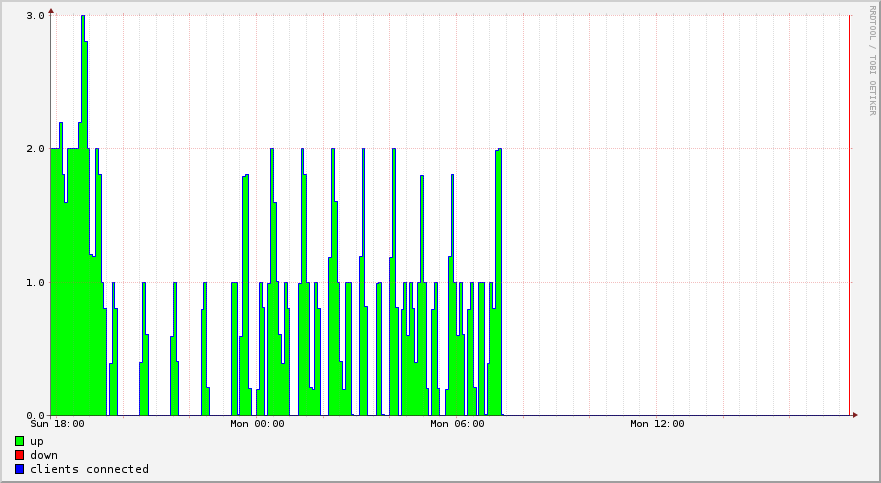 3.0
2.0
1.0
0.0
Sun 18:00 Mon 00:00 Mon 06:00 Mon 12:00
up
down
clients connected
RRDTOOL / TOBI OETIKER